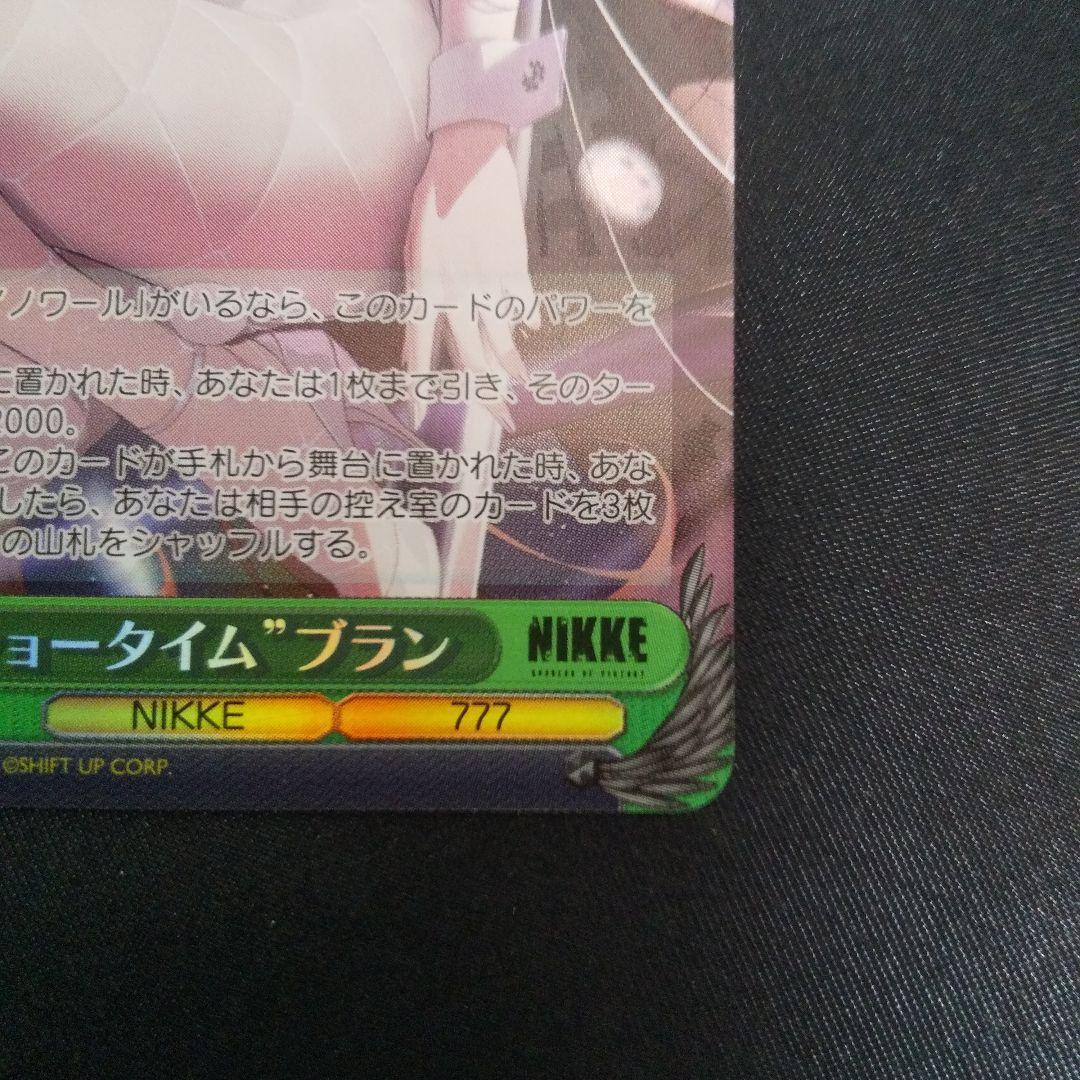 ノワール」がいるなら、このカードのパワーを
に置かれた時、あなたは1枚まで引き、そのター
2000。
このカードが手札から舞台に置かれた時、あな
したら、あなたは相手の控え室のカードを3枚
の山札をシャッフルする。
ョータイム”ブラン
NIKKE
GODDESS OF VICTORY
NIKKE
777
©SHIFT UP CORP.